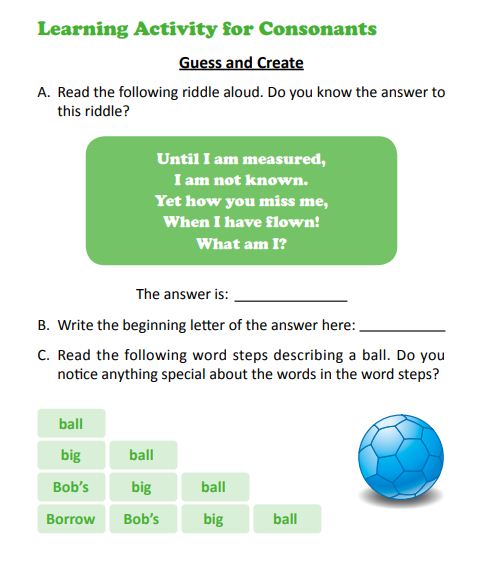 Learning Activity for Consonants
Guess and Create
A. Read the following riddle aloud. Do you know the answer to
this riddle?
Until I am measured,
I am not known.
Yet how you miss me,
When I have flown!
What am I?
The answer is: ____________
B. Write the beginning letter of the answer here: __________
C. Read the following word steps describing a ball. Do you
notice anything special about the words in the word steps?
ball
big ball
Bob’s big ball
Borrow Bob’s big ball